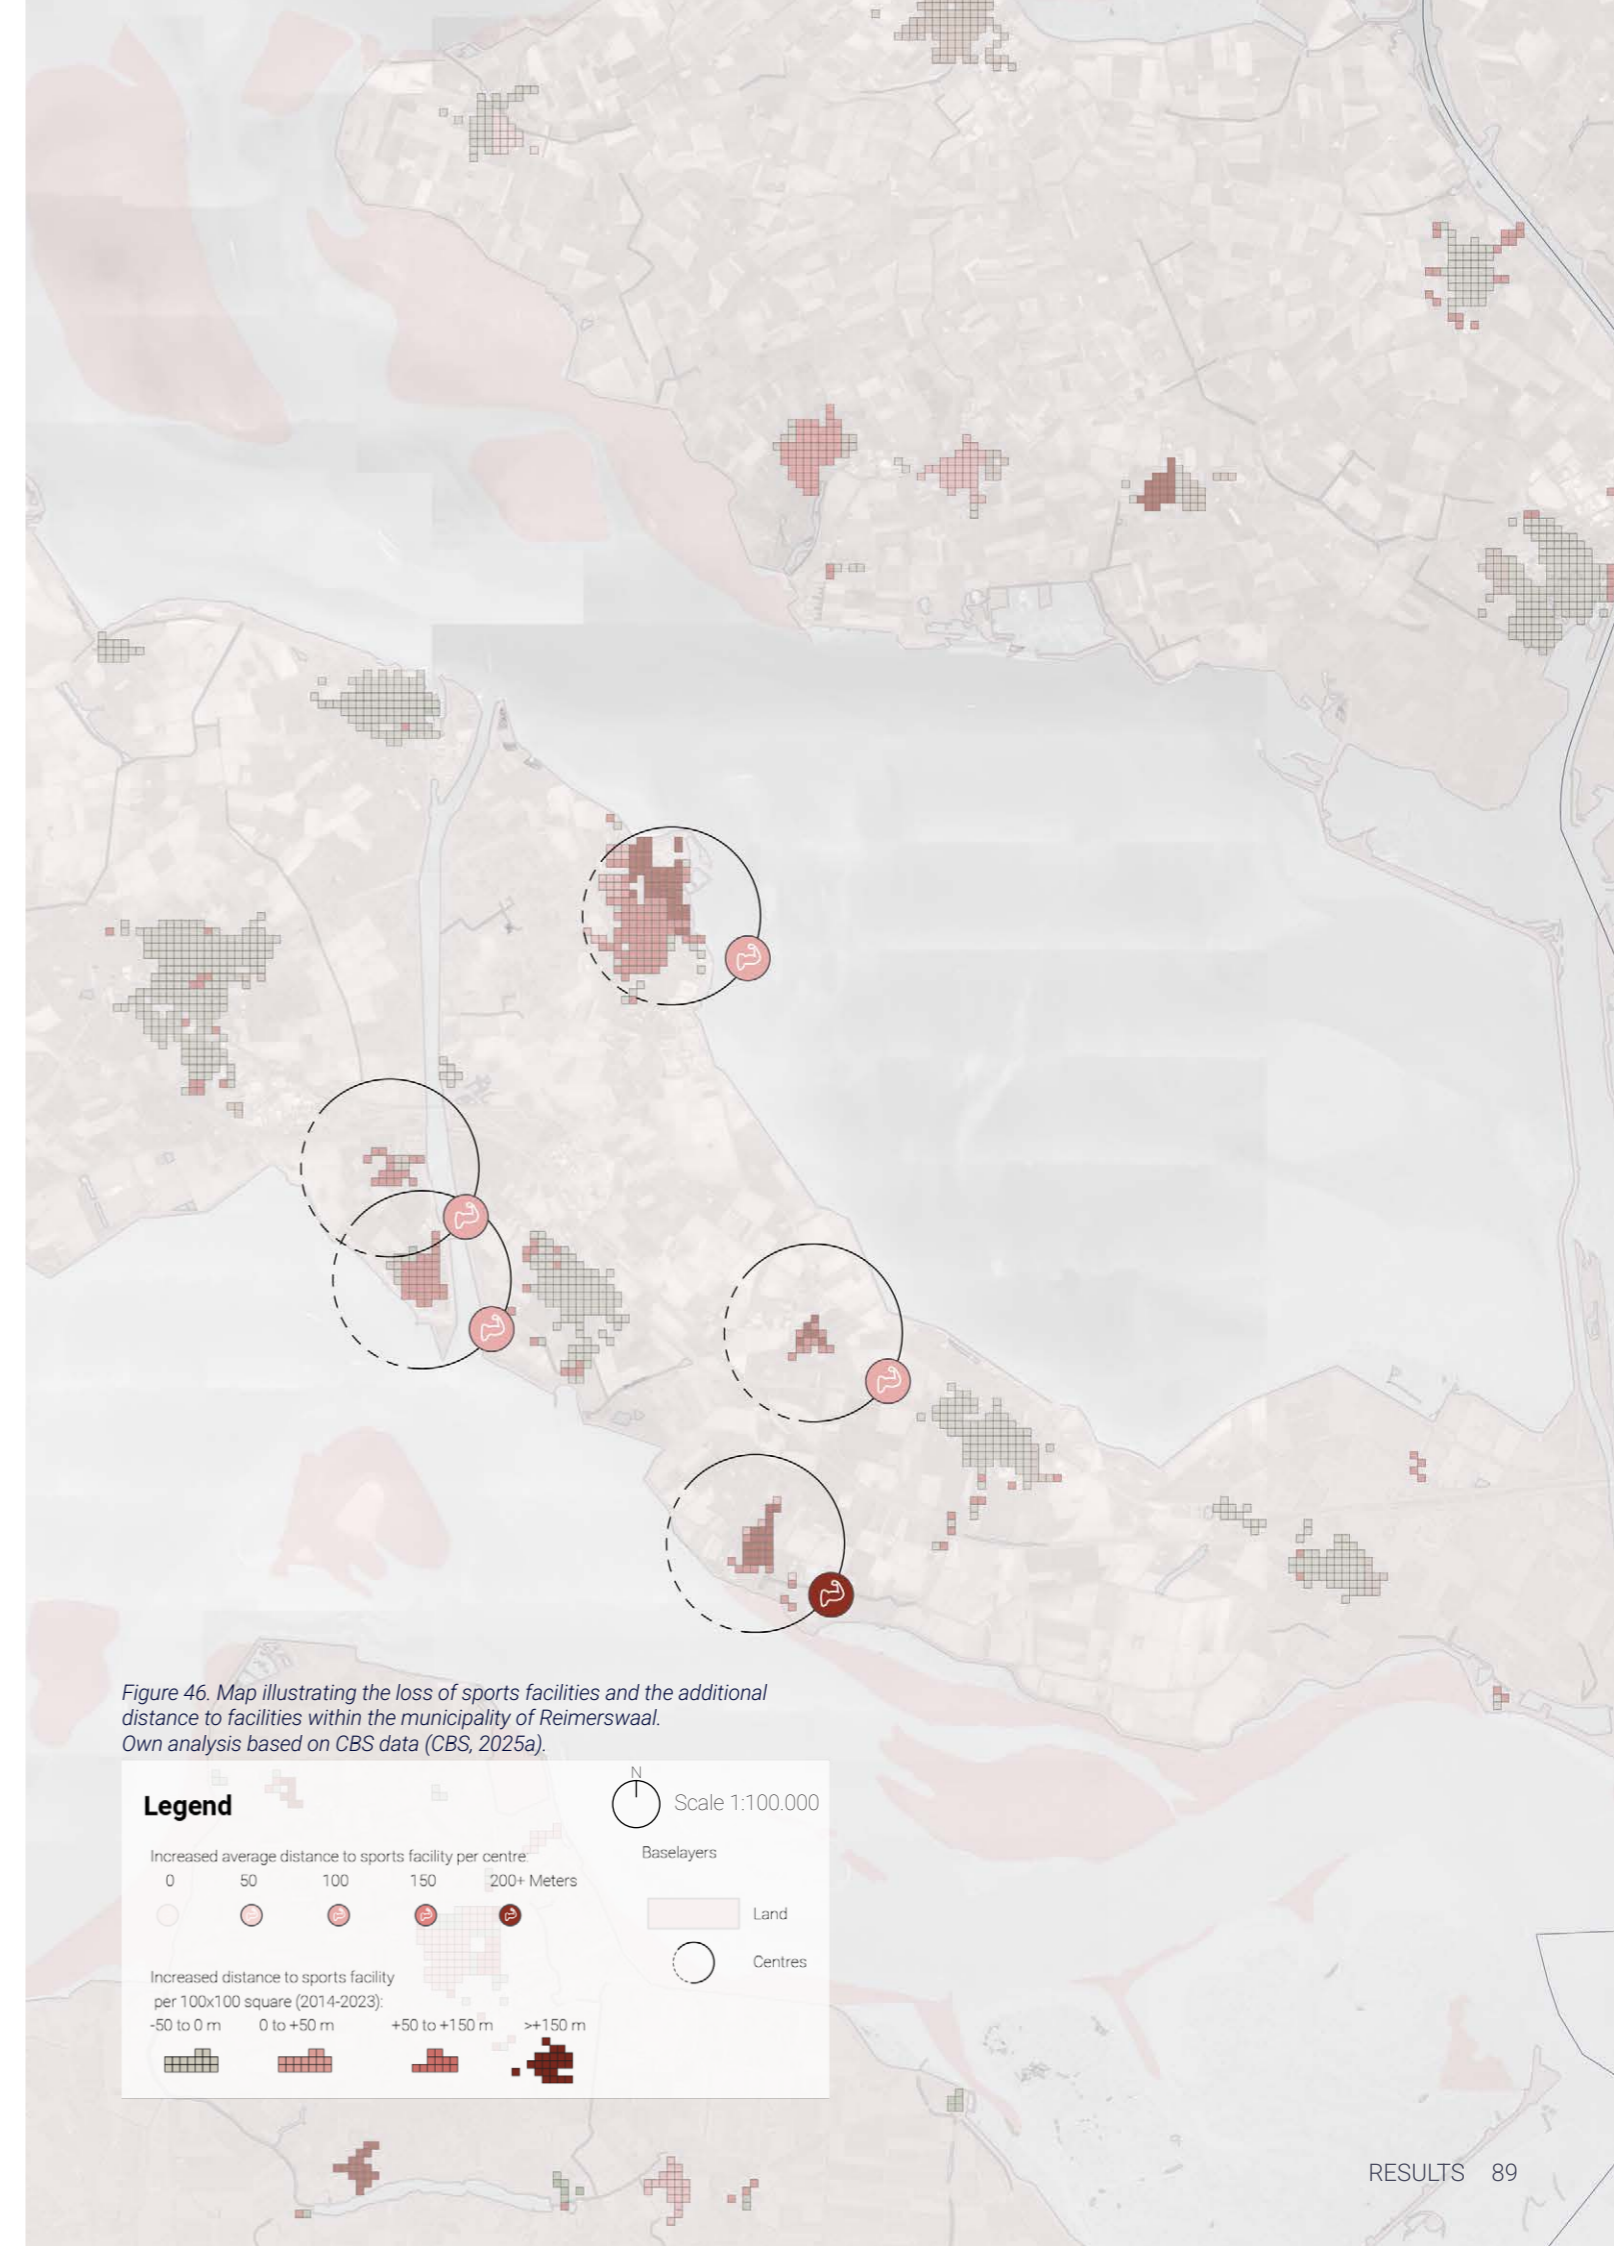 Figure 46. Map illustrating the loss of sports facilities and the additional
distance to facilities within the municipality of Reimerswaal.
Own analysis based on CBS data (CBS, 2025a).
Legend
N
Scale 1:100.000
Increased average distance to sports facility per centre:
0 50 100 150 200+ Meters
Baselayers
Land
Centres
Increased distance to sports facility
per 100x100 square (2014-2023):
-50 to 0 m 0 to +50 m +50 to +150 m >+150 m
RESULTS 89